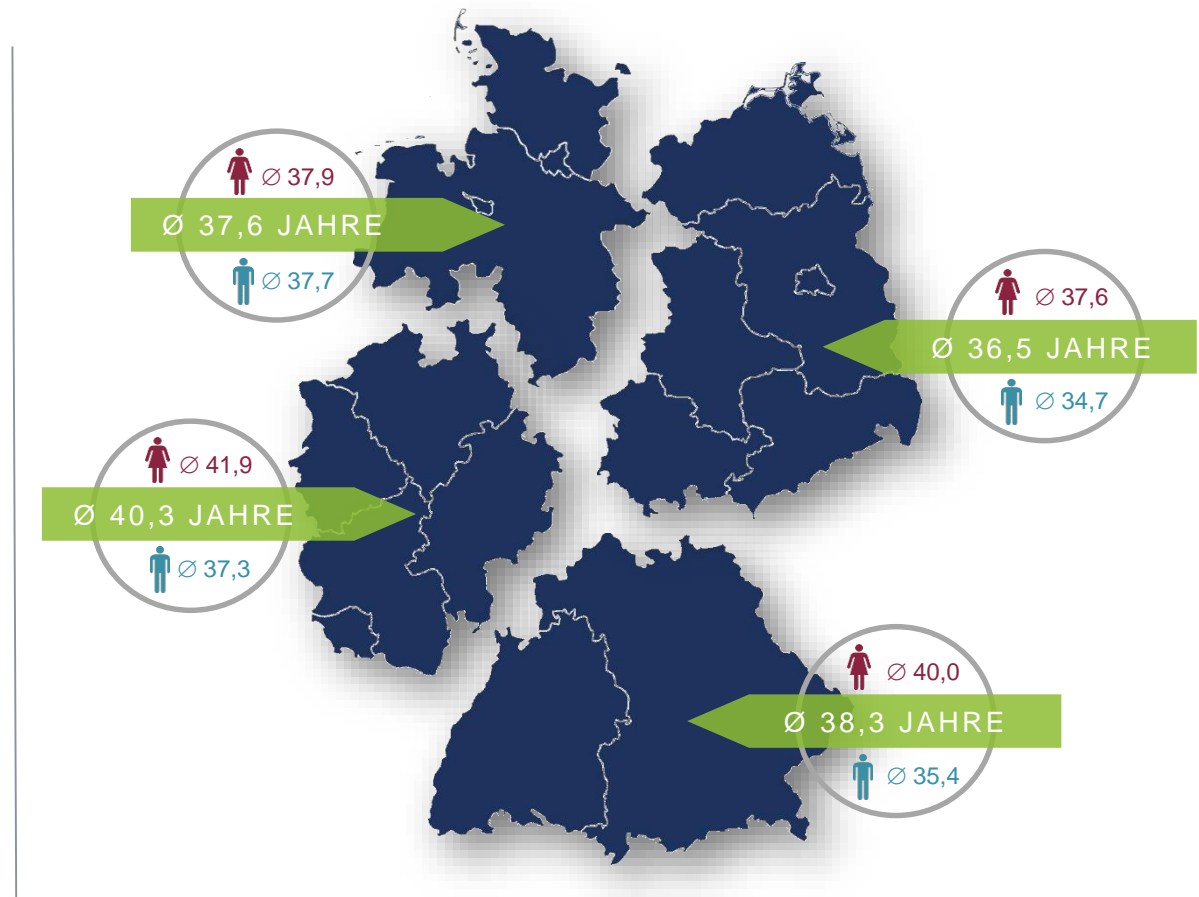 Ø 37,9
Ø 37,6 JAHRE
Ø 37,7
Ø 37,6
Ø 36,5 JAHRE
Ø 34,7
Ø 41,9
Ø 40,3 JAHRE
Ø 37,3
Ø 40,0
Ø 38,3 JAHRE
Ø 35,4